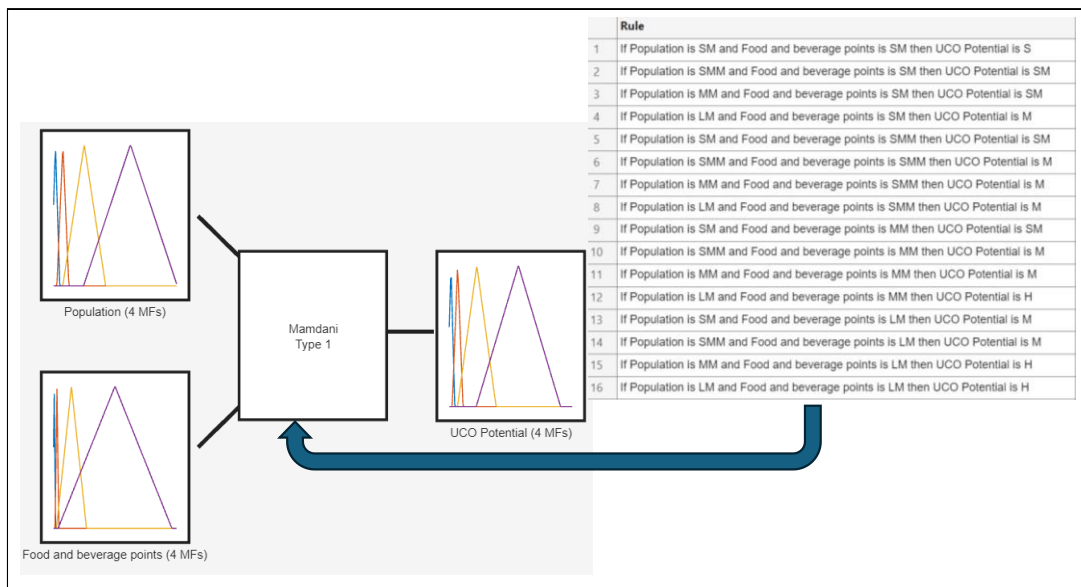 Rule
1 If Population is SM and Food and beverage points is SM then UCO Potential is S
2 If Population is SMM and Food and beverage points is SM then UCO Potential is SM
3 If Population is MM and Food and beverage points is SM then UCO Potential is SM
4 If Population is LM and Food and beverage points is SM then UCO Potential is M
5 If Population is SM and Food and beverage points is SMM then UCO Potential is SM
6 If Population is SMM and Food and beverage points is SMM then UCO Potential is M
7 If Population is MM and Food and beverage points is SMM then UCO Potential is M
8 If Population is LM and Food and beverage points is SMM then UCO Potential is M
9 If Population is SM and Food and beverage points is MM then UCO Potential is SM
10 If Population is SMM and Food and beverage points is MM then UCO Potential is M
11 If Population is MM and Food and beverage points is MM then UCO Potential is M
12 If Population is LM and Food and beverage points is MM then UCO Potential is H
13 If Population is SM and Food and beverage points is LM then UCO Potential is M
14 If Population is SMM and Food and beverage points is LM then UCO Potential is M
15 If Population is MM and Food and beverage points is LM then UCO Potential is H
16 If Population is LM and Food and beverage points is LM then UCO Potential is H
Population (4 MFs)
Mamdani
Type 1
UCO Potential (4 MFs)
Food and beverage points (4 MFs)